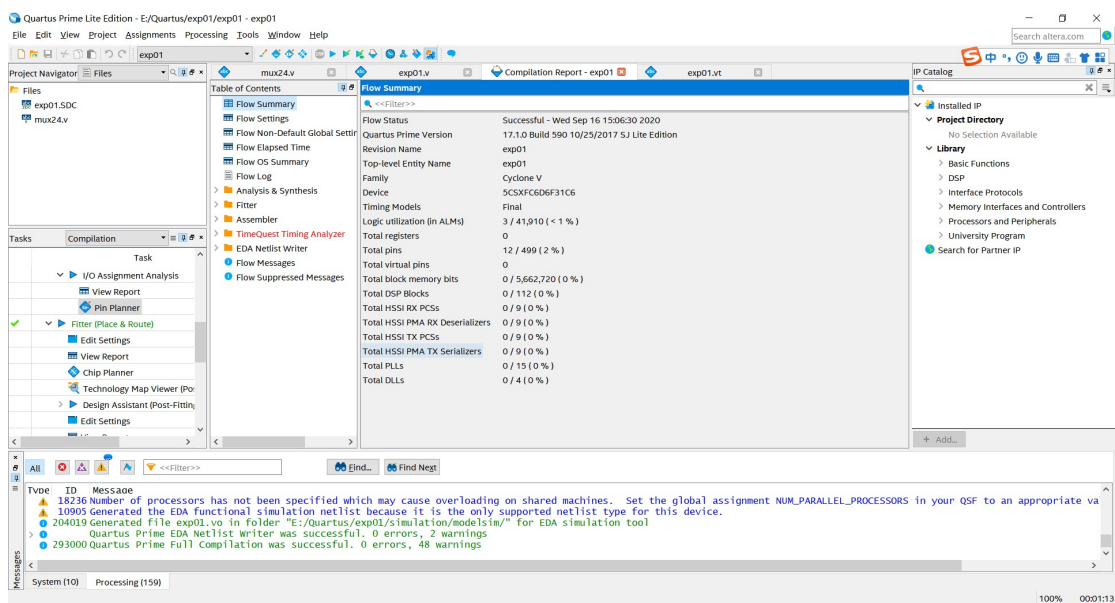 Quartus Prime Lite Edition - E:/Quartus/exp01/exp01 - exp01
File Edit View Project Assignments Processing Tools Window Help
Search altera.com
exp01
中
Project Navigator Files
Files
exp01.SDC
mux24.v
Tasks Compilation
Task
I/O Assignment Analysis
View Report
Pin Planner
Fitter (Place & Route)
Edit Settings
View Report
Chip Planner
Technology Map Viewer (Pos
Design Assistant (Post-Fitting
Edit Settings
mux24.v
exp01.v
Compilation Report - exp01
exp01.vt
Table of Contents
Flow Summary
Flow Settings
Flow Non-Default Global Settin
Flow Elapsed Time
Flow OS Summary
Flow Log
Analysis & Synthesis
Fitter
Assembler
TimeQuest Timing Analyzer
EDA Netlist Writer
Flow Messages
Flow Suppressed Messages
Flow Summary
<<Filter>>
Flow Status Successful - Wed Sep 16 15:06:30 2020
Quartus Prime Version 17.1.0 Build 590 10/25/2017 SJ Lite Edition
Revision Name exp01
Top-level Entity Name exp01
Family Cyclone V
Device 5CSXFC6D6F31C6
Timing Models Final
Logic utilization (in ALMs) 3 / 41,910 ( < 1 % )
Total registers 0
Total pins 12 / 499 ( 2 % )
Total virtual pins 0
Total block memory bits 0 / 5,662,720 ( 0 % )
Total DSP Blocks 0 / 112 ( 0 % )
Total HSSI RX PCSs 0 / 9 ( 0 % )
Total HSSI PMA RX Deserializers 0 / 9 ( 0 % )
Total HSSI TX PCSs 0 / 9 ( 0 % )
Total HSSI PMA TX Serializers 0 / 9 ( 0 % )
Total PLLs 0 / 15 ( 0 % )
Total DLLs 0 / 4 ( 0 % )
IP Catalog
Installed IP
Project Directory
No Selection Available
Library
Basic Functions
DSP
Interface Protocols
Memory Interfaces and Controllers
Processors and Peripherals
University Program
Search for Partner IP
+ Add...
All <<Filter>> Find... Find Next
Type ID Message
18236 Number of processors has not been specified which may cause overloading on shared machines. Set the global assignment NUM_PARALLEL_PROCESSORS in your QSF to an appropriate va
10905 Generated the EDA functional simulation netlist because it is the only supported netlist type for this device.
204019 Generated file exp01.vo in folder "E:/Quartus/exp01/simulation/modelsim/" for EDA simulation tool
Quartus Prime EDA Netlist Writer was successful. 0 errors, 2 warnings
293000 Quartus Prime Full Compilation was successful. 0 errors, 48 warnings
Messages
System (10) Processing (159)
100% 00:01:13